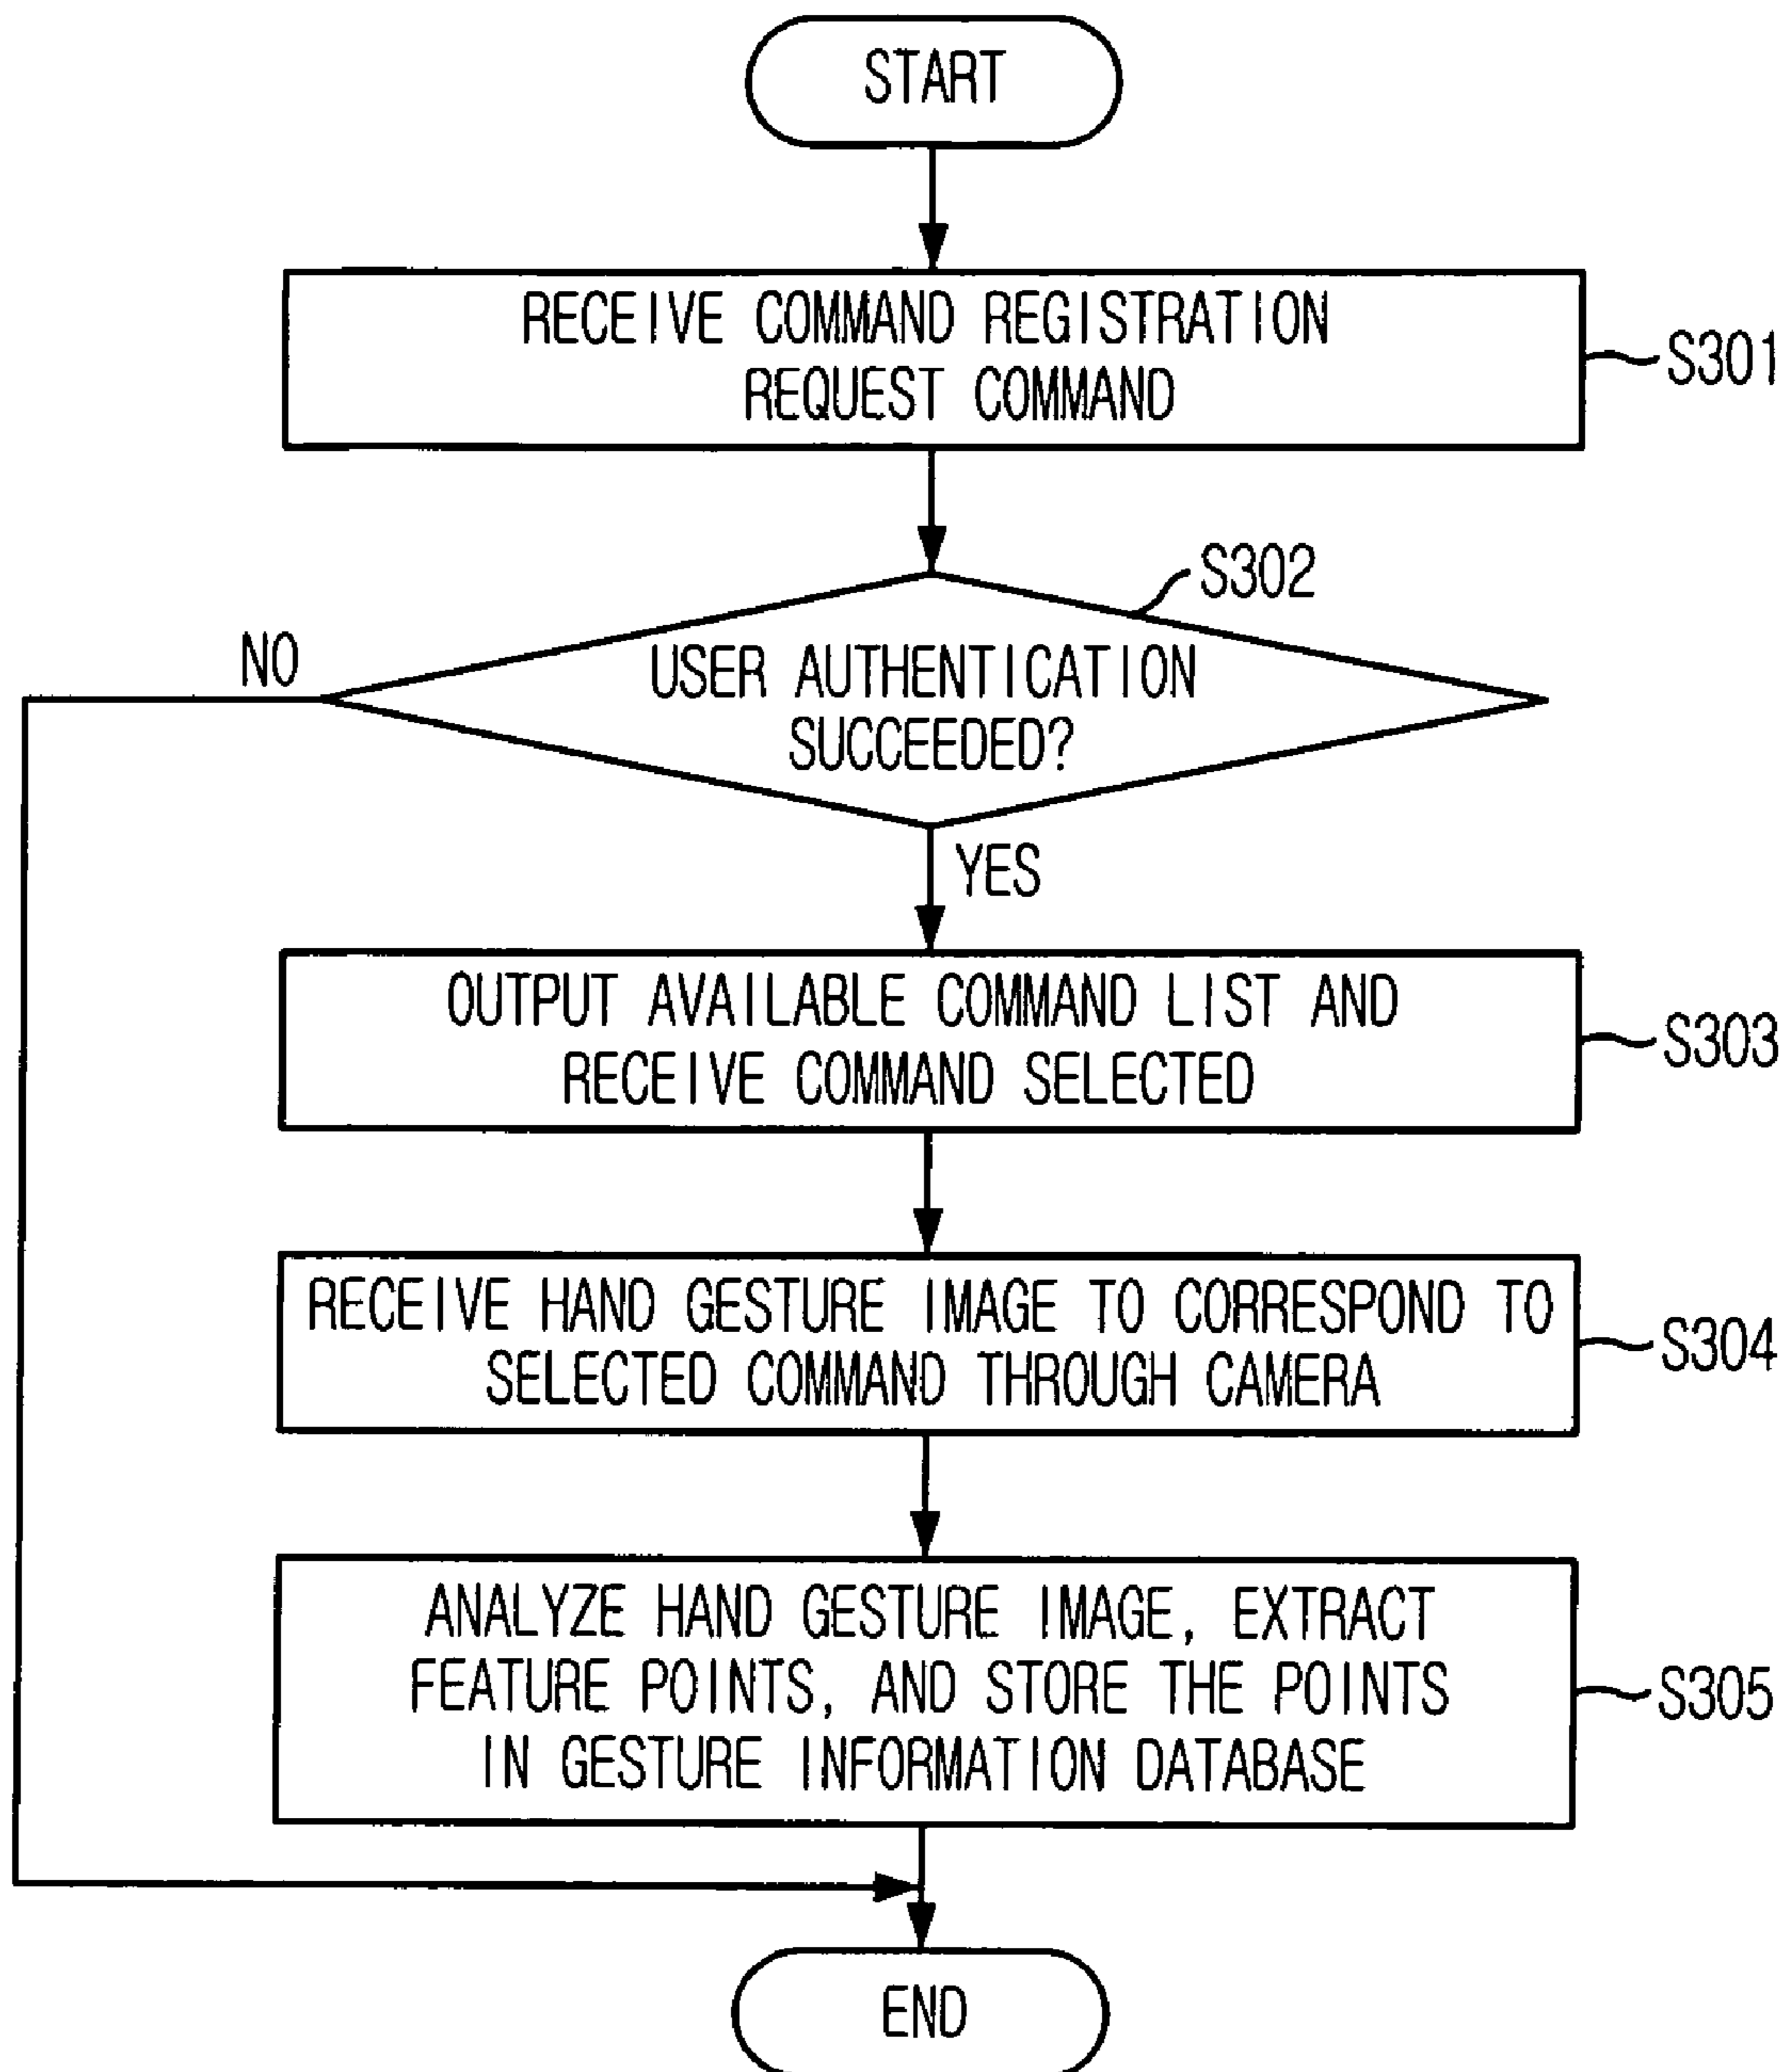 START
RECEIVE COMMAND REGISTRATION
REQUEST COMMAND
S301
S302
NO
USER AUTHENTICATION
SUCCEEDED?
YES
OUTPUT AVAILABLE COMMAND LIST AND
RECEIVE COMMAND SELECTED
S303
RECEIVE HAND GESTURE IMAGE TO CORRESPOND TO
SELECTED COMMAND THROUGH CAMERA
S304
ANALYZE HAND GESTURE IMAGE, EXTRACT
FEATURE POINTS, AND STORE THE POINTS
IN GESTURE INFORMATION DATABASE
S305
END